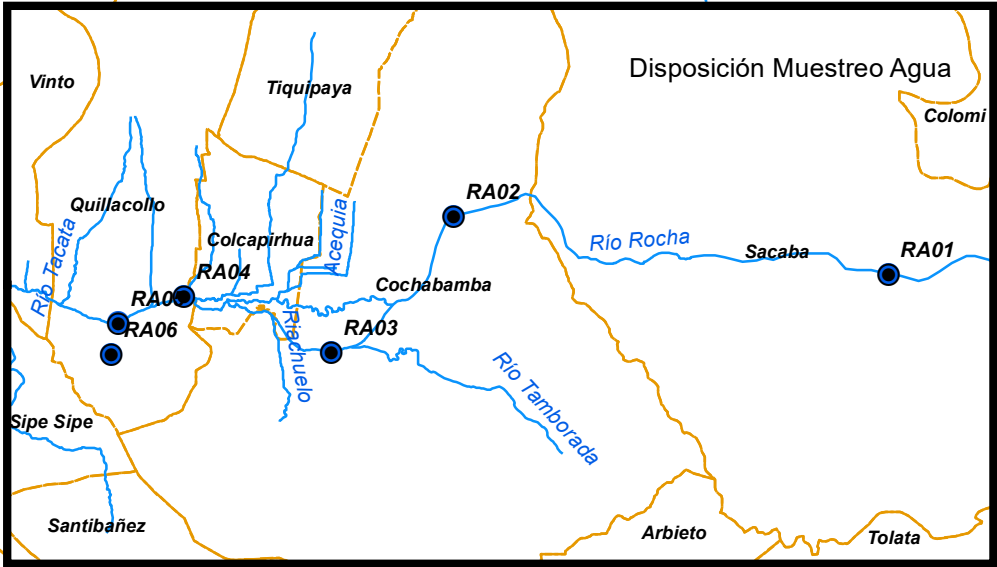 Disposición Muestreo Agua
Vinto
Tiquipaya
Colomi
RA02
Quillacollo
Acequia
Río Tacata
Colcapirhua
Río Rocha
Sacaba
RA01
RA04
Cochabamba
RA05
RA06
RA03
Riachuelo
Río Tamborada
Sipe Sipe
Santibañez
Arbieto
Tolata